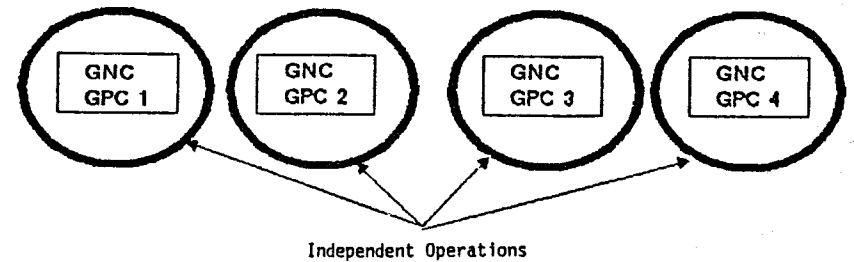 GNC
GPC 1
GNC
GPC 2
GNC
GPC 3
GNC
GPC 4
Independent Operations